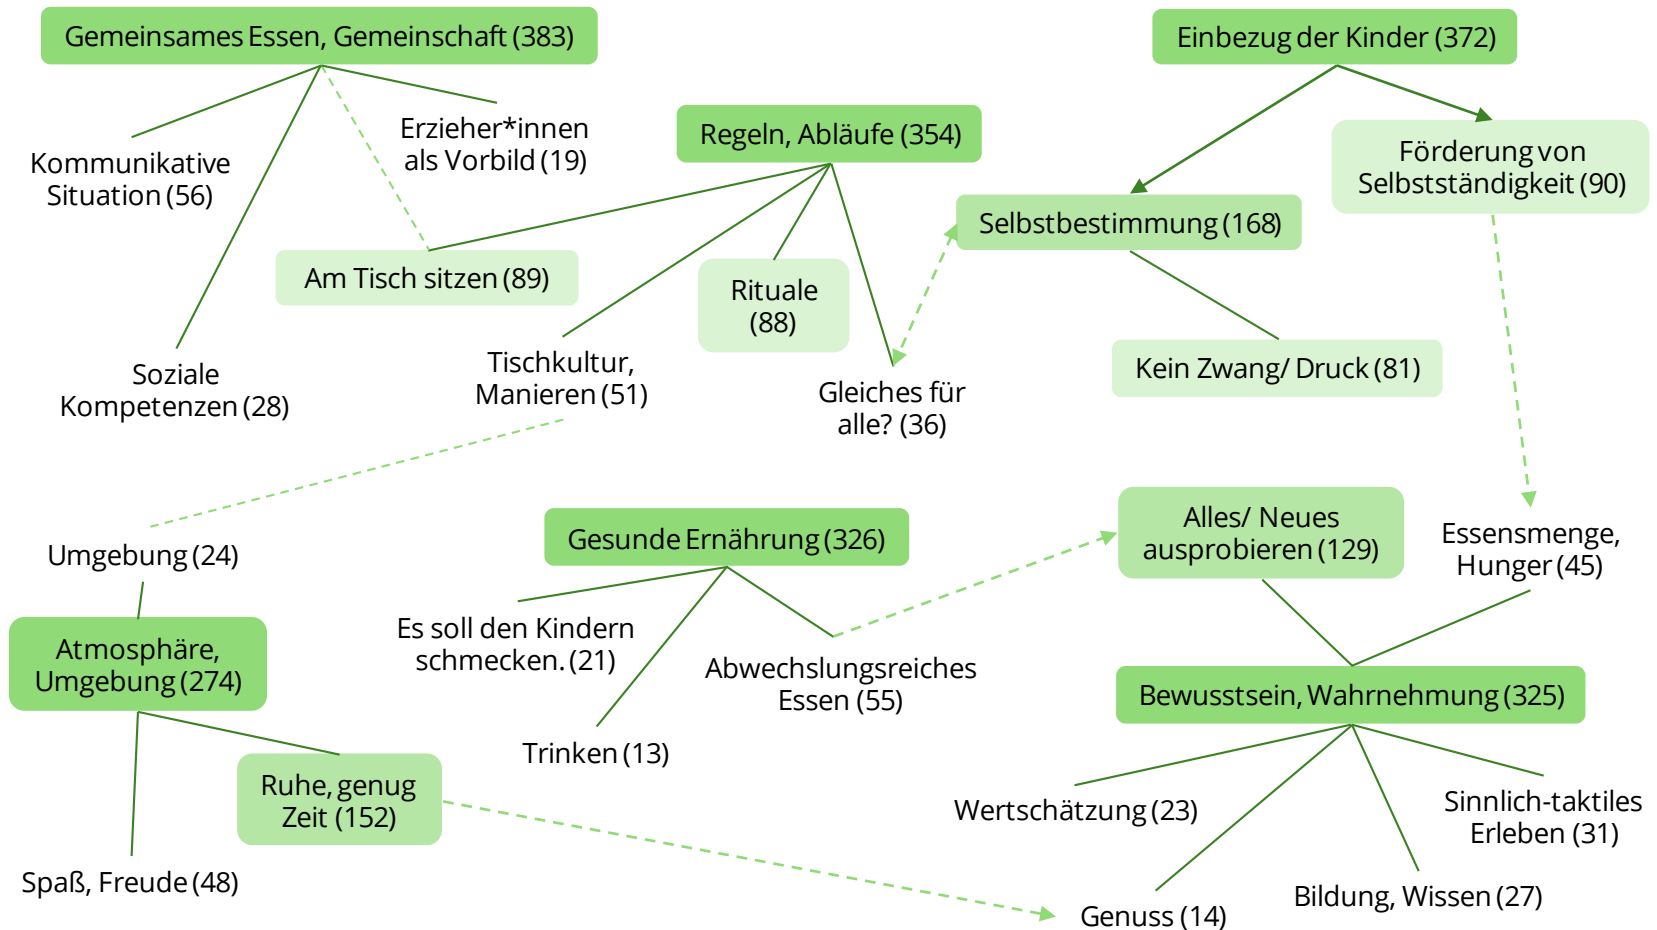 Gemeinsames Essen, Gemeinschaft (383)
Einbezug der Kinder (372)
Erzieher*innen
als Vorbild (19)
Regeln, Abläufe (354)
Kommunikative
Situation (56)
Förderung von
Selbstständigkeit (90)
Selbstbestimmung (168)
Am Tisch sitzen (89)
Rituale
(88)
Tischkultur,
Manieren (51)
Kein Zwang/ Druck (81)
Soziale
Kompetenzen (28)
Gleiches für
alle? (36)
Umgebung (24)
Gesunde Ernährung (326)
Alles/ Neues
ausprobieren (129)
Essensmenge,
Hunger (45)
Atmosphäre,
Umgebung (274)
Es soll den Kindern
schmecken. (21)
Abwechslungsreiches
Essen (55)
Bewusstsein, Wahrnehmung (325)
Trinken (13)
Ruhe, genug
Zeit (152)
Wertschätzung (23)
Sinnlich-taktiles
Erleben (31)
Spaß, Freude (48)
Bildung, Wissen (27)
Genuss (14)